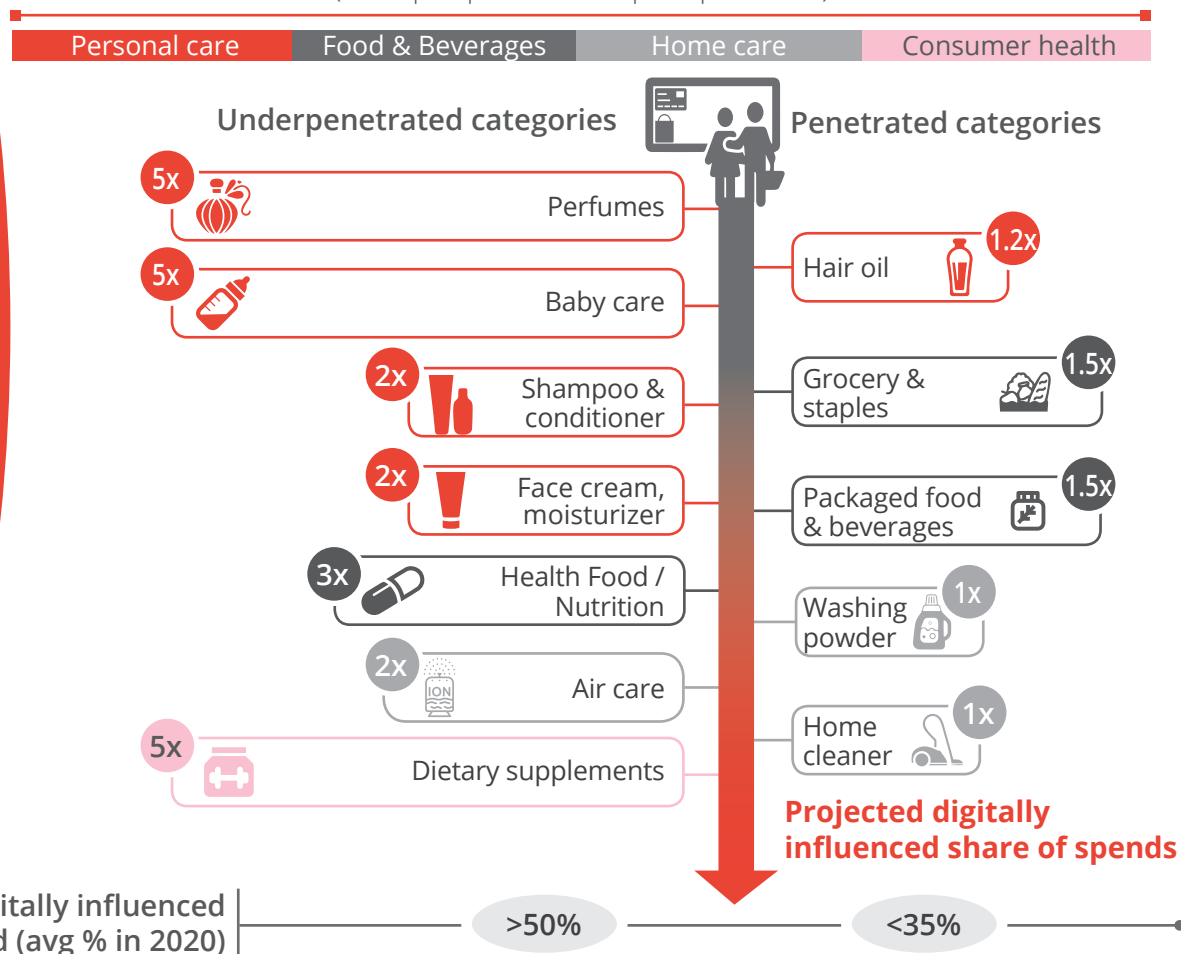 Personal care
Food & Beverages
Home care
Consumer health
Underpenetrated categories
Penetrated categories
5x
Perfumes
1.2x
Hair oil
5x
Baby care
2x
Shampoo &
conditioner
1.5x
Grocery &
staples
2x
Face cream,
moisturizer
1.5x
Packaged food
& beverages
3x
Health Food /
Nutrition
1x
Washing
powder
2x
ION
Air care
1x
Home
cleaner
5x
Dietary supplements
Projected digitally
influenced share of spends
itally influenced
(avg % in 2020)
>50%
<35%